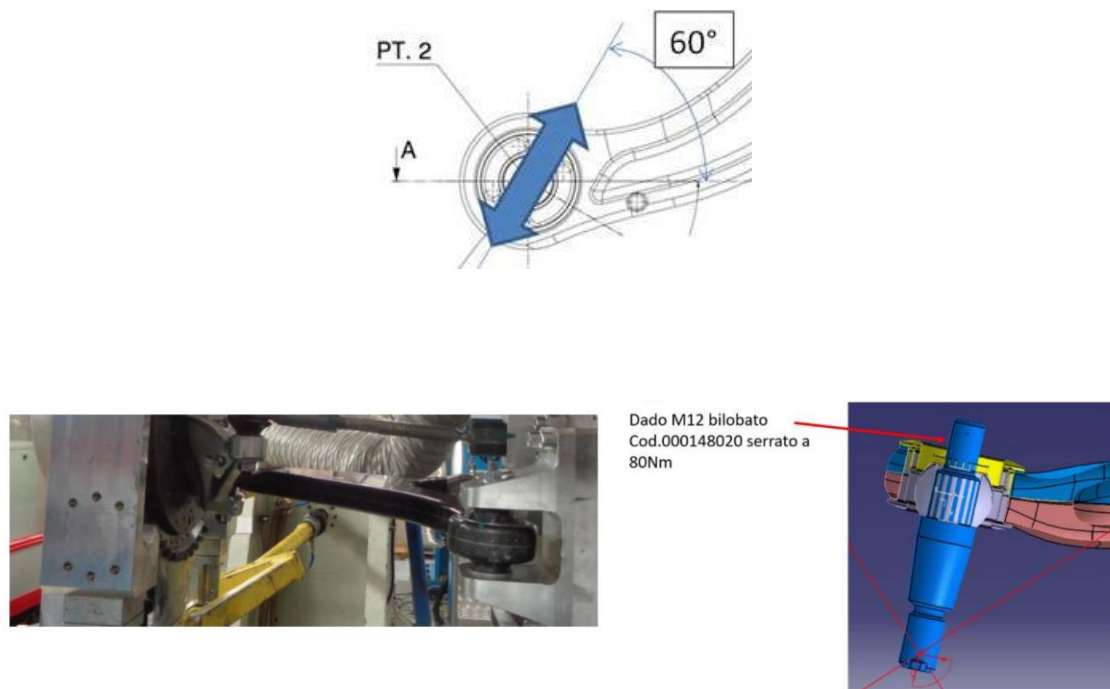 60°
PT. 2
A
Dado M12 bilobato
Cod.000148020 serrato a
80Nm